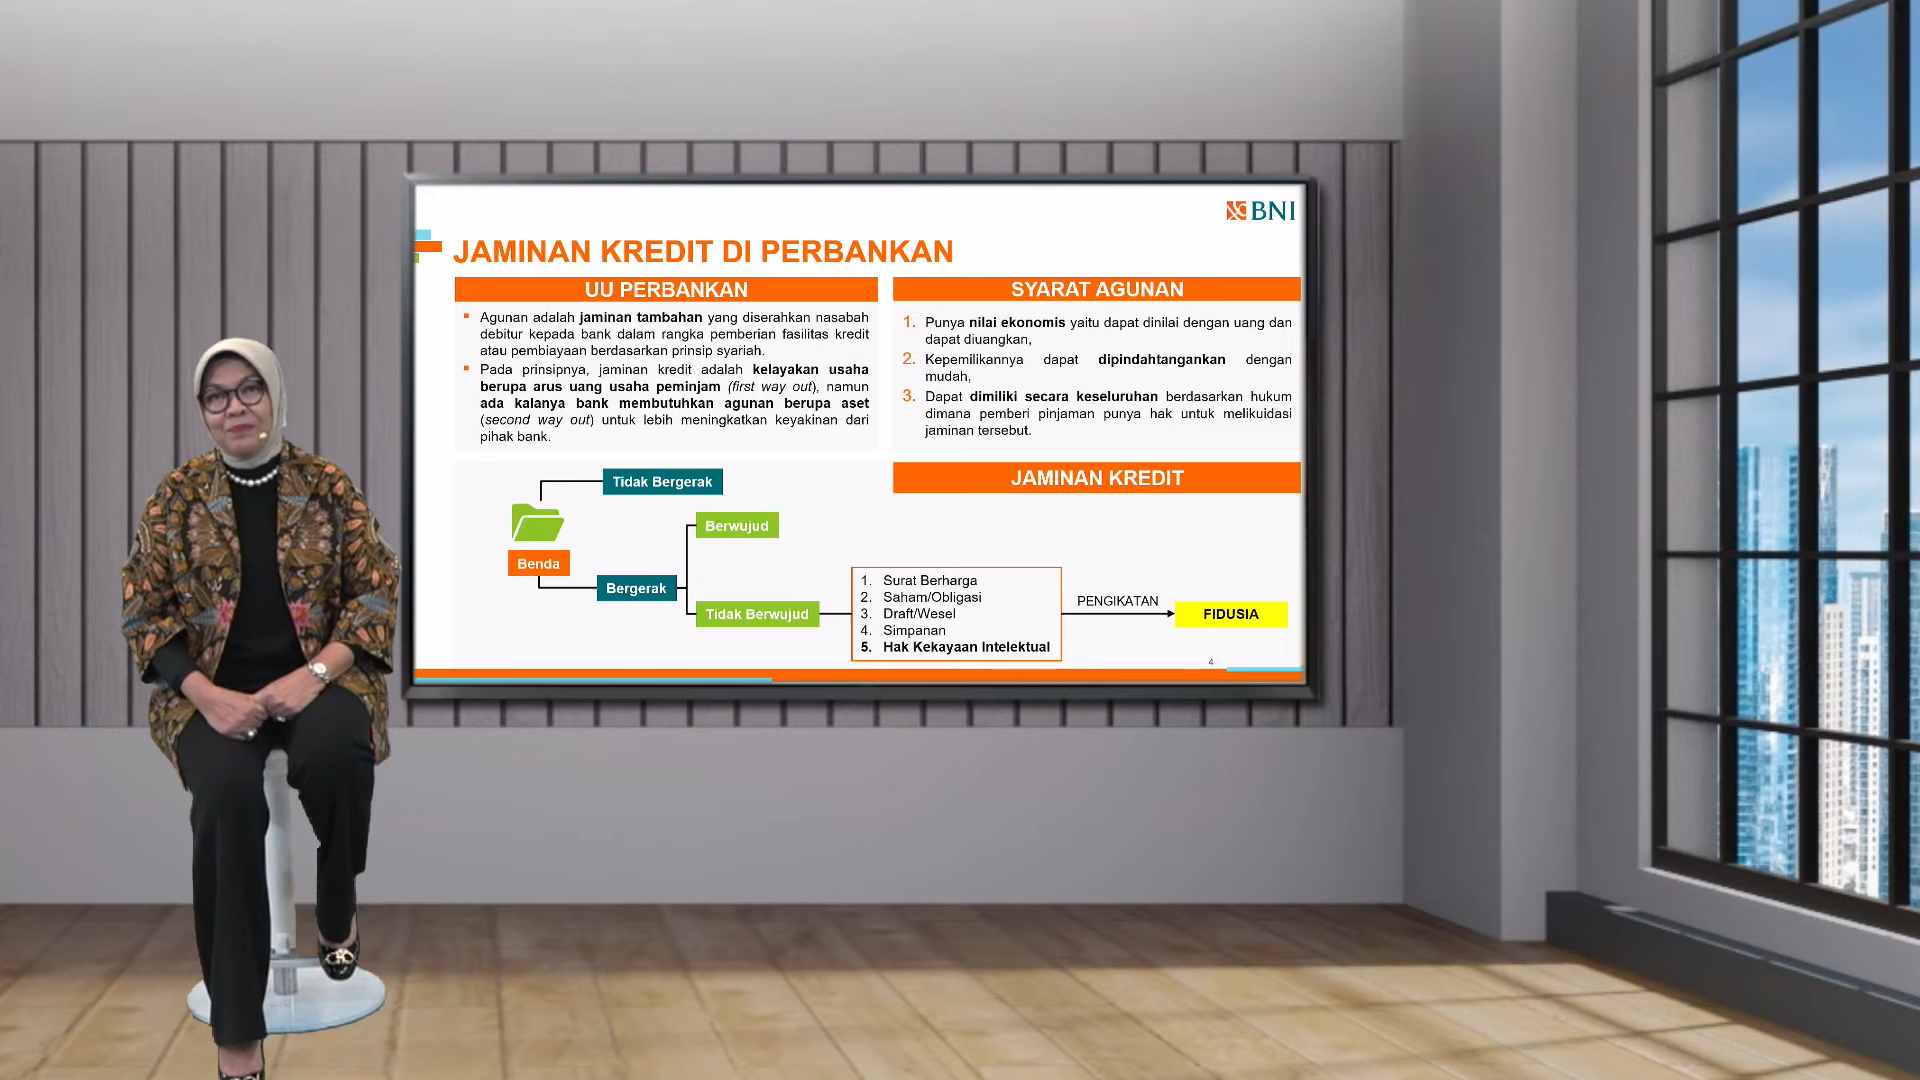 BNI
JAMINAN KREDIT DI PERBANKAN
UU PERBANKAN
▪ Agunan adalah jaminan tambahan yang diserahkan nasabah
debitur kepada bank dalam rangka pemberian fasilitas kredit
atau pembiayaan berdasarkan prinsip syariah.
▪ Pada prinsipnya, jaminan kredit adalah kelayakan usaha
berupa arus uang usaha peminjam (first way out), namun
ada kalanya bank membutuhkan agunan berupa aset
(second way out) untuk lebih meningkatkan keyakinan dari
pihak bank.
SYARAT AGUNAN
1. Punya nilai ekonomis yaitu dapat dinilai dengan uang dan
dapat diuangkan,
2. Kepemilikannya dapat dipindahtangankan dengan
mudah,
3. Dapat dimiliki secara keseluruhan berdasarkan hukum
dimana pemberi pinjaman punya hak untuk melikuidasi
jaminan tersebut.
JAMINAN KREDIT
Tidak Bergerak
Berwujud
Benda
Bergerak
Tidak Berwujud
1. Surat Berharga
2. Saham/Obligasi
3. Draft/Wesel
4. Simpanan
5. Hak Kekayaan Intelektual
PENGIKATAN
FIDUSIA
4